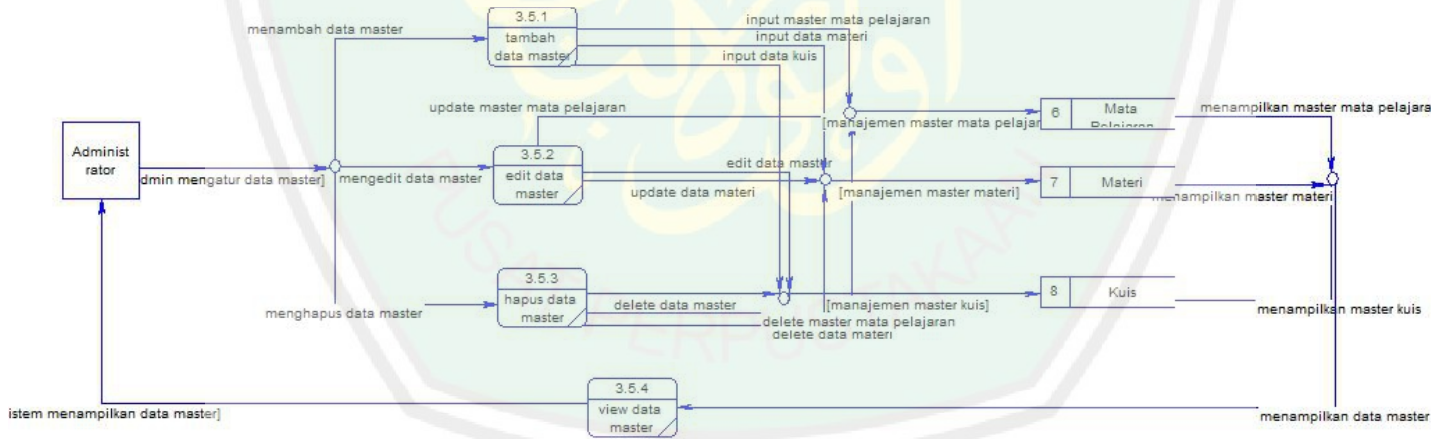 3.5.1
tambah
data master
menambah data master
input master mata pelajaran
input data materi
input data kuis
update master mata pelajaran
[manajemen master mata pelajar
6
Mata
Pelajaran
menampilkan master mata pelajara
Administ
rator
dmin mengatur data master]
mengedit data master
3.5.2
edit data
master
edit data master
update data materi
[manajemen master materi]
7
Materi
menampilkan master materi
3.5.3
hapus data
master
menghapus data master
delete data master
delete master mata pelajaran
delete data materi
[manajemen master kuis]
8
Kuis
menampilkan master kuis
3.5.4
view data
master
istem menampilkan data master]
menampilkan data master
PUSAT PERPUSTAKAAN